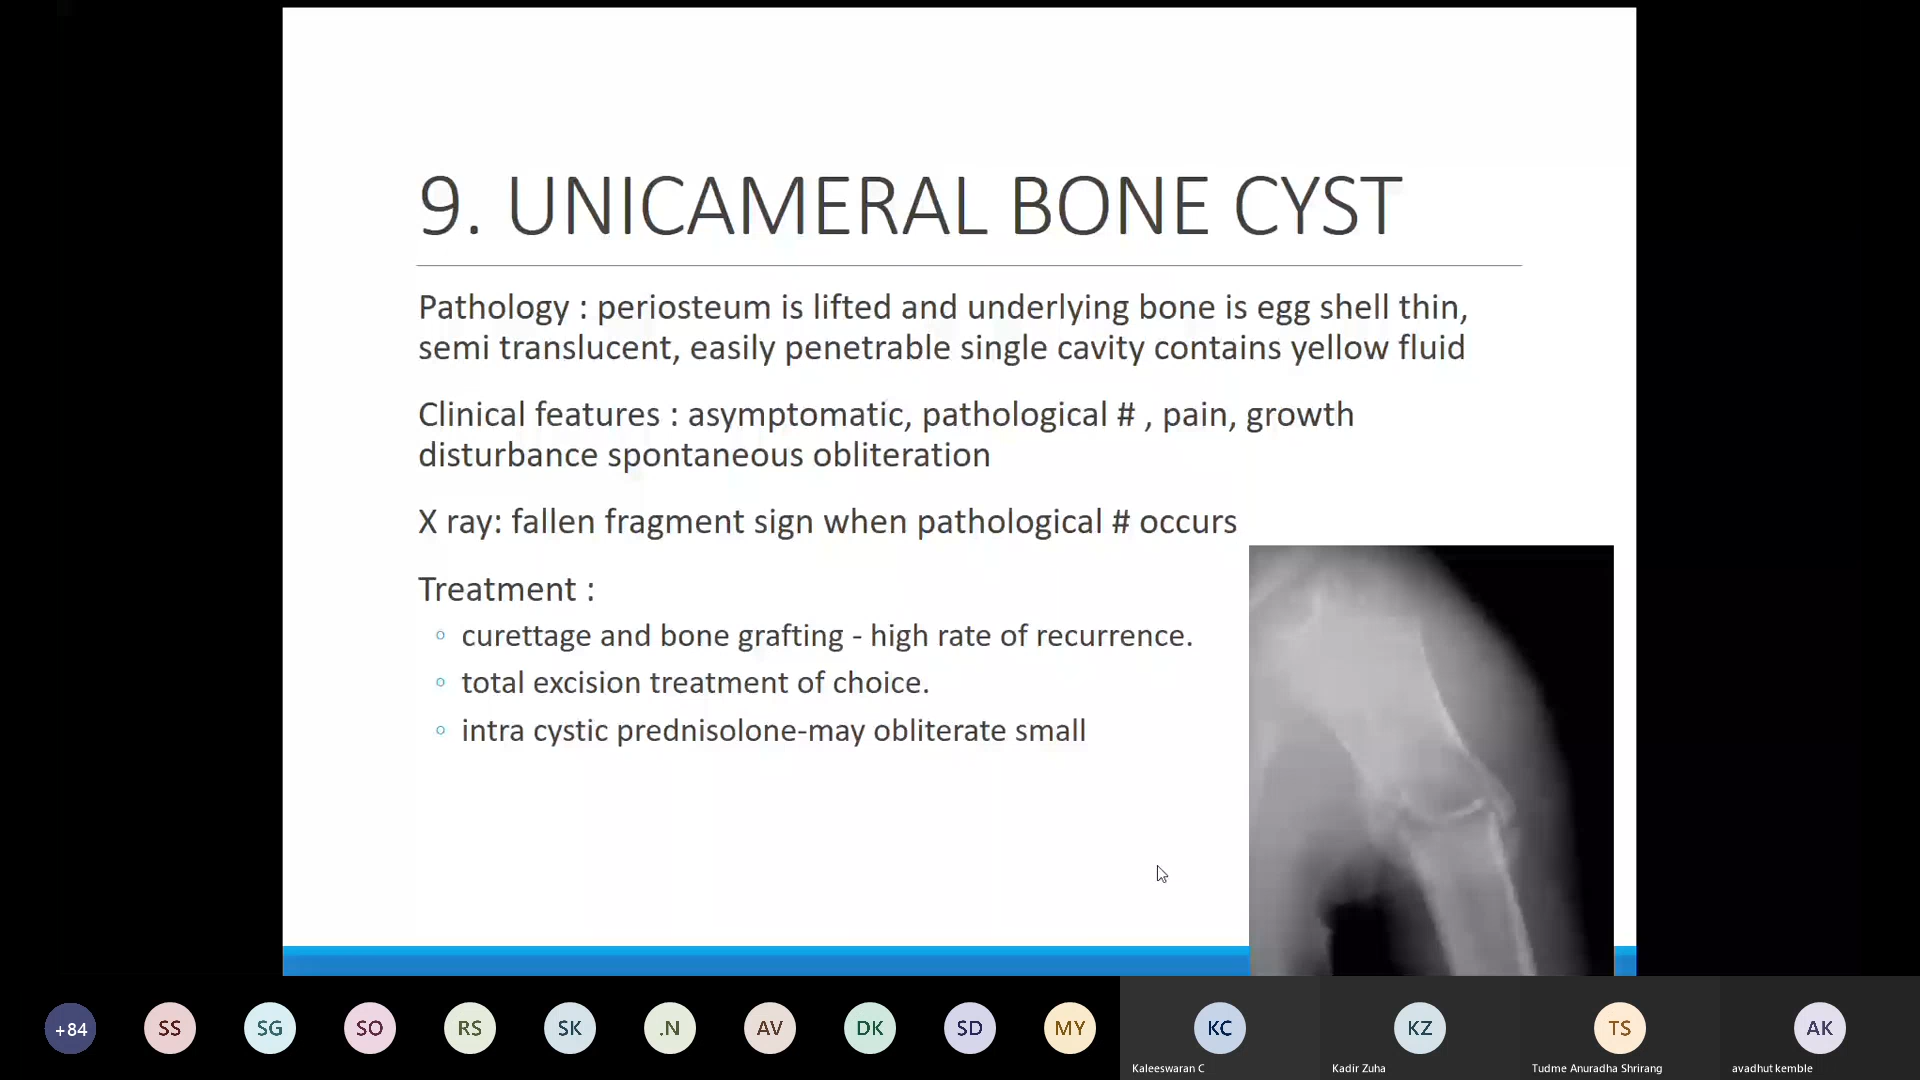 9. UNICAMERAL BONE CYST
Pathology : periosteum is lifted and underlying bone is egg shell thin,
semi translucent, easily penetrable single cavity contains yellow fluid
Clinical features : asymptomatic, pathological # , pain, growth
disturbance spontaneous obliteration
X ray: fallen fragment sign when pathological # occurs
Treatment :
◦ curettage and bone grafting - high rate of recurrence.
◦ total excision treatment of choice.
◦ intra cystic prednisolone-may obliterate small
+84 SS SG SO RS SK .N AV DK SD MY KC KZ TS AK
Kaleeswaran C Kadir Zuha Tudme Anuradha Shrirang avadhut kemble